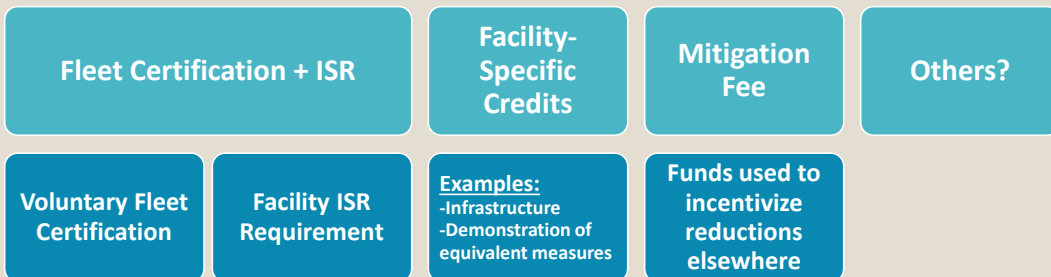 Fleet Certification + ISR
Facility-
Specific
Credits
Mitigation
Fee
Others?
Voluntary Fleet
Certification
Facility ISR
Requirement
Examples:
-Infrastructure
-Demonstration of
equivalent measures
Funds used to
incentivize
reductions
elsewhere